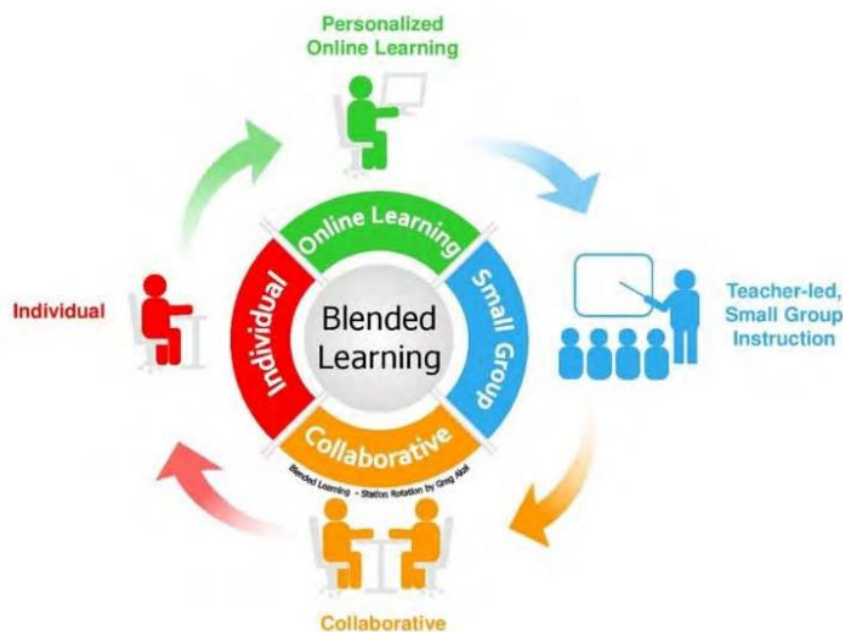 Personalized
Online Learning
Online Learning
Individual
Small Group
Blended
Learning
Individual
Teacher-led,
Small Group
Instruction
Collaborative
Blended Learning - Station Rotation by Greg
Collaborative